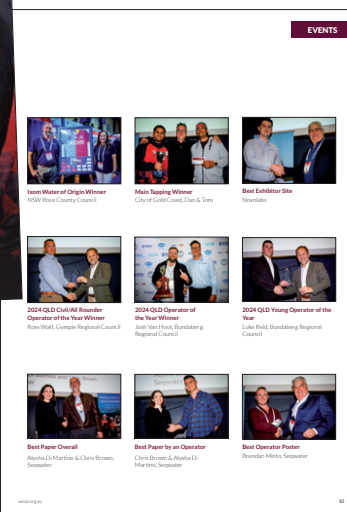 EVENTS
ixom
Ixom Water of Origin Winner
NSW Rous County Council
Main Tapping Winner
City of Gold Coast, Dan & Tom
Best Exhibitor Site
Novolabs
2024 QLD Civil/All Rounder
Operator of the Year Winner
Ross Watt, Gympie Regional Council
2024 QLD Operator of
the Year Winner
Josh Van Hout, Bundaberg
Regional Council
2024 QLD Young Operator of the
Year
Luke Reid, Bundaberg Regional
Council
Best Paper Overall
Alysha Di Martino & Chris Brown,
Seqwater
Best Paper by an Operator
Chris Brown & Alysha Di
Martino, Seqwater
Best Operator Poster
Brendan Minto, Seqwater
wioa.org.au
10